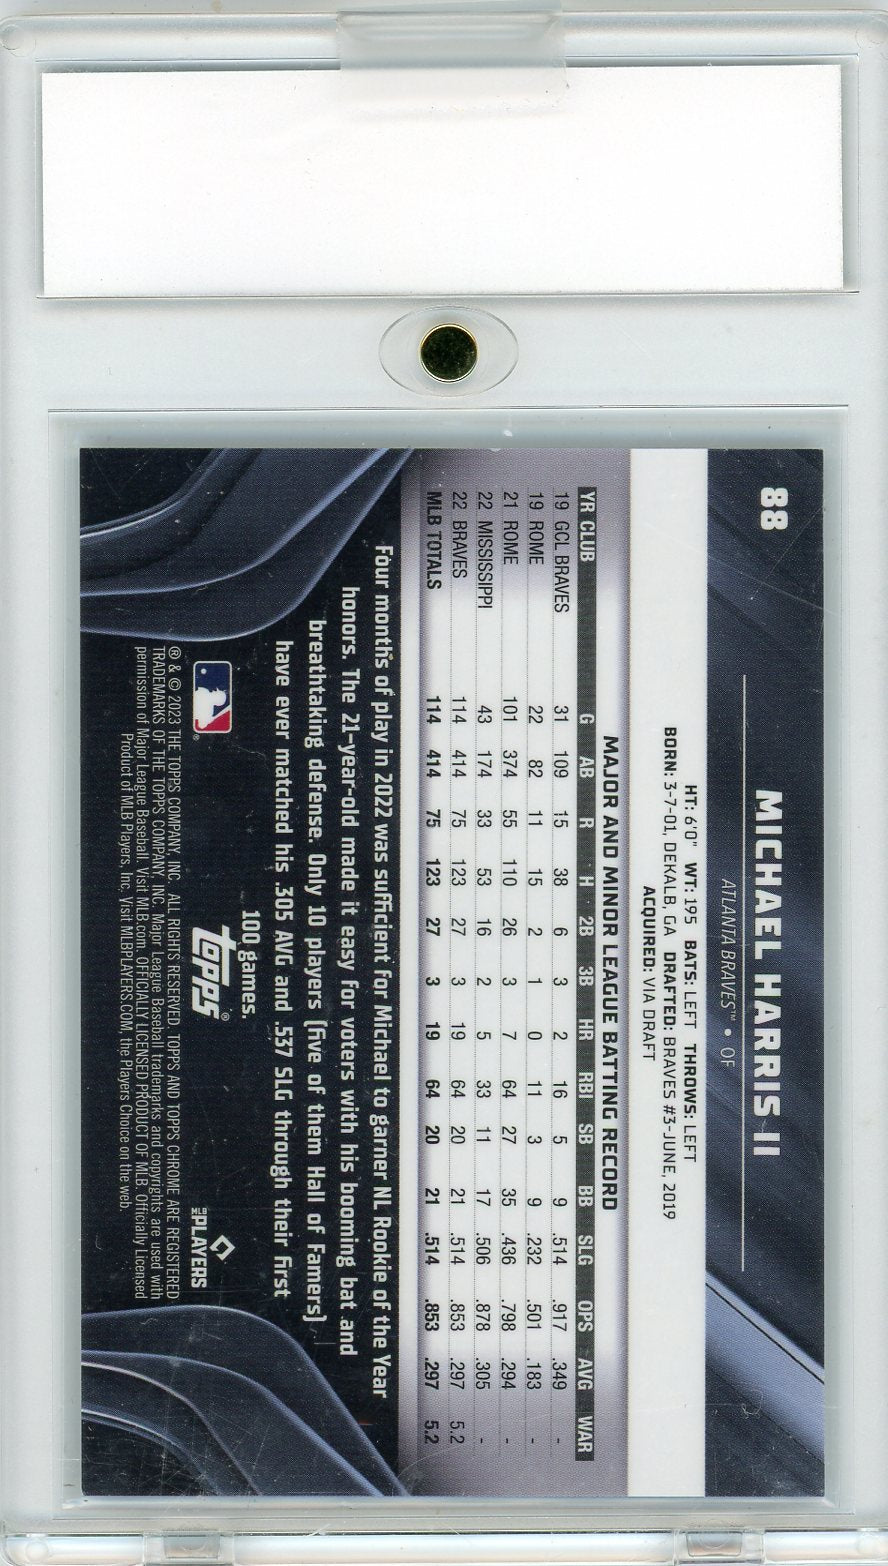 88
MICHAEL HARRIS II
ATLANTA BRAVES™ • OF
HT: 6'0" WT: 195 BATS: LEFT THROWS: LEFT
BORN: 3-7-01, DEKALB, GA DRAFTED: BRAVES #3-JUNE, 2019
ACQUIRED: VIA DRAFT
MAJOR AND MINOR LEAGUE BATTING RECORD
YR CLUB G AB R H 2B 3B HR RBI SB BB SLG OPS AVG WAR
19 GCL BRAVES 31 109 15 38 6 3 2 16 5 9 .514 .917 .349 -
19 ROME 22 82 11 15 2 1 0 11 3 9 .232 .501 .183 -
21 ROME 101 374 55 110 26 3 7 64 27 35 .436 .798 .294 -
22 MISSISSIPPI 43 174 33 53 16 2 5 33 11 17 .506 .878 .305 -
22 BRAVES 114 414 75 123 27 3 19 64 20 21 .514 .853 .297 5.2
MLB TOTALS 114 414 75 123 27 3 19 64 20 21 .514 .853 .297 5.2
Four months of play in 2022 was sufficient for Michael to garner NL Rookie of the Year
honors. The 21-year-old made it easy for voters with his booming bat and
breathtaking defense. Only 10 players (five of them Hall of Famers)
have ever matched his .305 AVG and .537 SLG through their first
100 games.
topps®
MLB PLAYERS
® & © 2023 THE TOPPS COMPANY, INC. ALL RIGHTS RESERVED. TOPPS AND TOPPS CHROME ARE REGISTERED
TRADEMARKS OF THE TOPPS COMPANY, INC. Major League Baseball trademarks and copyrights are used with
permission of Major League Baseball. Visit MLB.com. OFFICIALLY LICENSED PRODUCT OF MLB. Officially Licensed
Product of MLB Players, Inc. Visit MLBPLAYERS.COM, the Players Choice on the web.